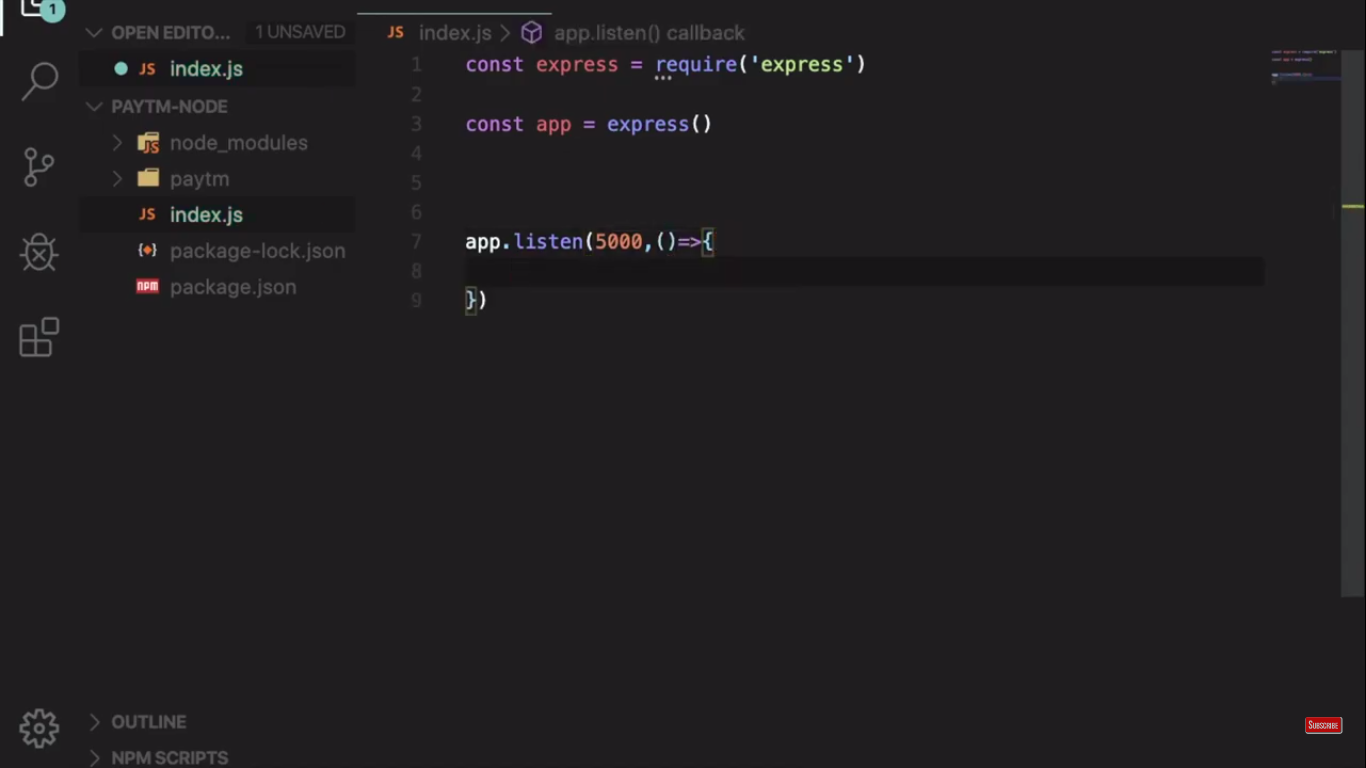 1
OPEN EDITO... 1 UNSAVED
JS index.js
PAYTM-NODE
node_modules
paytm
JS index.js
package-lock.json
npm package.json
OUTLINE
NPM SCRIPTS
JS index.js > app.listen() callback
1 const express = require('express')
2
3 const app = express()
4
5
6
7 app.listen(5000,()=>{
8
9 })
SUBSCRIBE